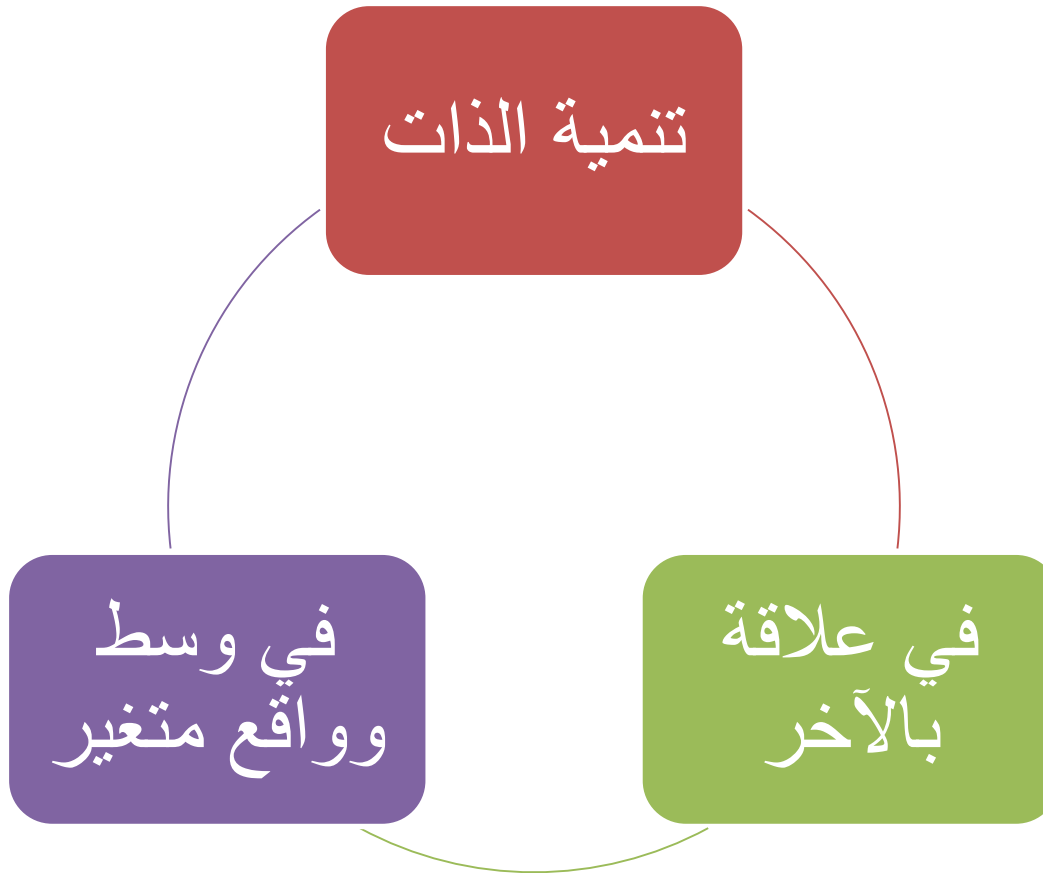 تنمية الذات
في علاقة
بالآخر
في وسط
وواقع متغير